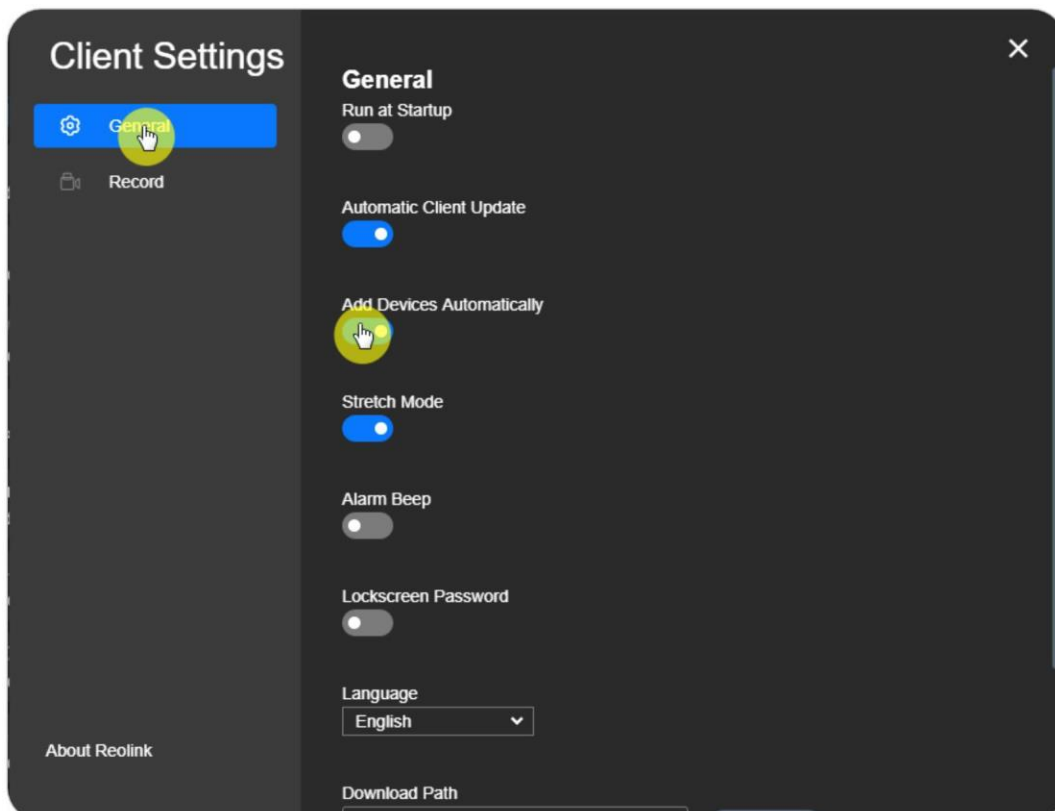 Client Settings
General
Record
About Reolink
General
Run at Startup
Automatic Client Update
Add Devices Automatically
Stretch Mode
Alarm Beep
Lockscreen Password
Language
English
Download Path